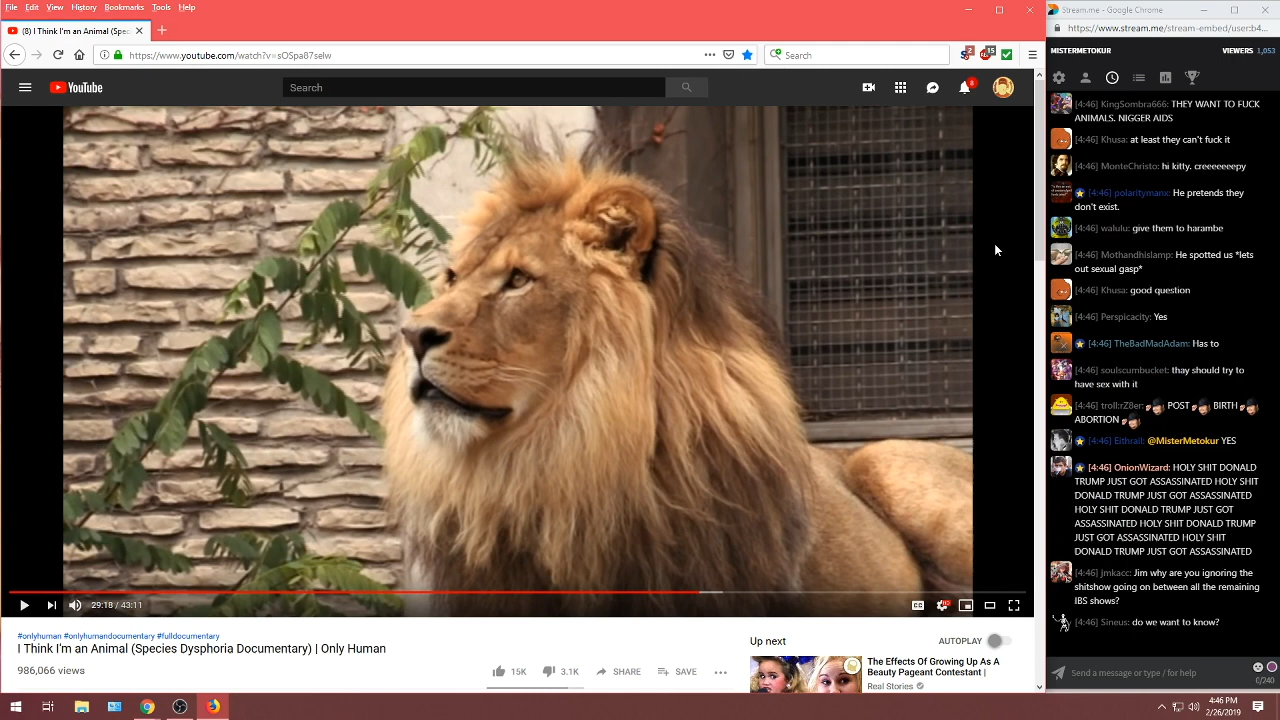 File Edit View History Bookmarks Tools Help
Stream.me - Google Chrome
(8) I Think I'm an Animal (Spec
https://www.stream.me/stream-embed/userb4...
https://www.youtube.com/watch?v=sOSpa87selw
Search
2
15
MISTERMETOKUR
VIEWERS 1,053
YouTube
Search
8
[4:46] KingSombra666: THEY WANT TO FUCK
ANIMALS. NIGGER AIDS
[4:46] Khusa: at least they can't fuck it
[4:46] MonteChristo: hi kitty. creeeeeeepy
[4:46] polaritymanx: He pretends they
don't exist.
[4:46] walulu: give them to harambe
[4:46] Mothandhislamp: He spotted us *lets
out sexual gasp*
[4:46] Khusa: good question
[4:46] Perspicacity: Yes
[4:46] TheBadMadAdam: Has to
[4:46] soulscumbucket: thay should try to
have sex with it
[4:46] troll:rZ8er: POST BIRTH
ABORTION
[4:46] Eithrail: @MisterMetokur YES
[4:46] OnionWizard: HOLY SHIT DONALD
TRUMP JUST GOT ASSASSINATED HOLY SHIT
DONALD TRUMP JUST GOT ASSASSINATED
HOLY SHIT DONALD TRUMP JUST GOT
ASSASSINATED HOLY SHIT DONALD TRUMP
JUST GOT ASSASSINATED HOLY SHIT
DONALD TRUMP JUST GOT ASSASSINATED
[4:46] jmkacc: Jim why are you ignoring the
shitshow going on between all the remaining
IBS shows?
[4:46] Sineus: do we want to know?
Send a message or type / for help
0/240
29:18 / 43:11
CC
HD
#onlyhuman #onlyhumandocumentary #fulldocumentary
I Think I'm an Animal (Species Dysphoria Documentary) | Only Human
986,066 views
15K
3.1K
SHARE
SAVE
Up next
AUTOPLAY
The Effects Of Growing Up As A
Beauty Pageant Contestant |
Real Stories
4:46 PM
2/26/2019